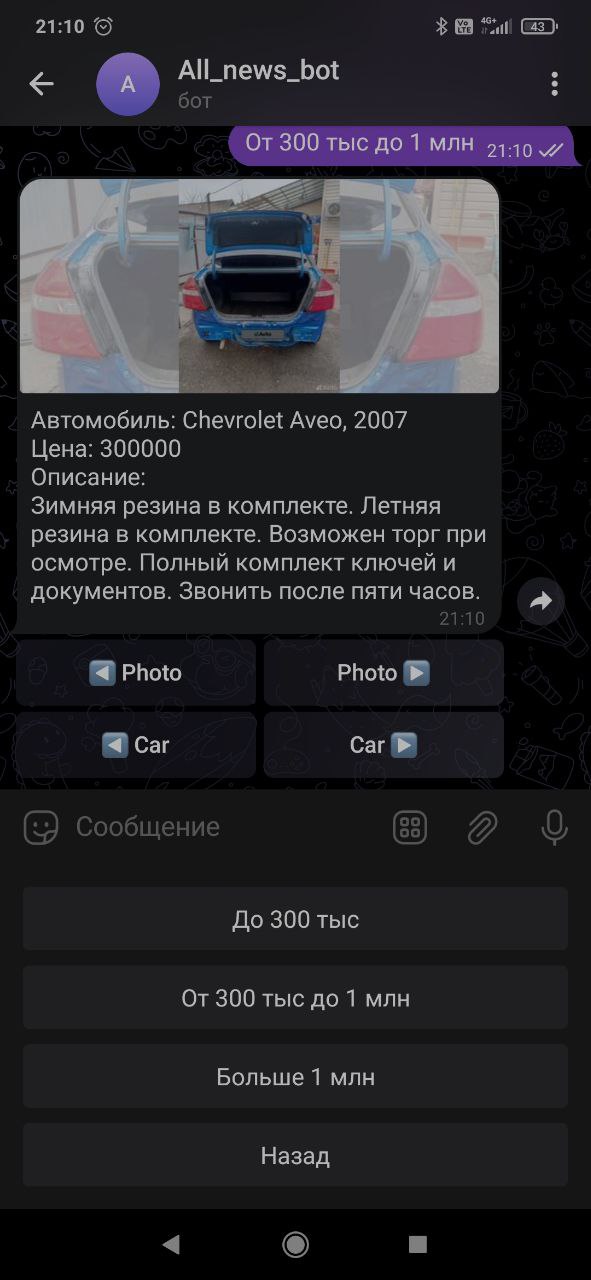 21:10
Vo LTE
4G+
43
A
All_news_bot
бот
От 300 тыс до 1 млн 21:10
Автомобиль: Chevrolet Aveo, 2007
Цена: 300000
Описание:
Зимняя резина в комплекте. Летняя
резина в комплекте. Возможен торг при
осмотре. Полный комплект ключей и
документов. Звонить после пяти часов.
21:10
Photo
Photo
Car
Car
Сообщение
До 300 тыс
От 300 тыс до 1 млн
Больше 1 млн
Назад